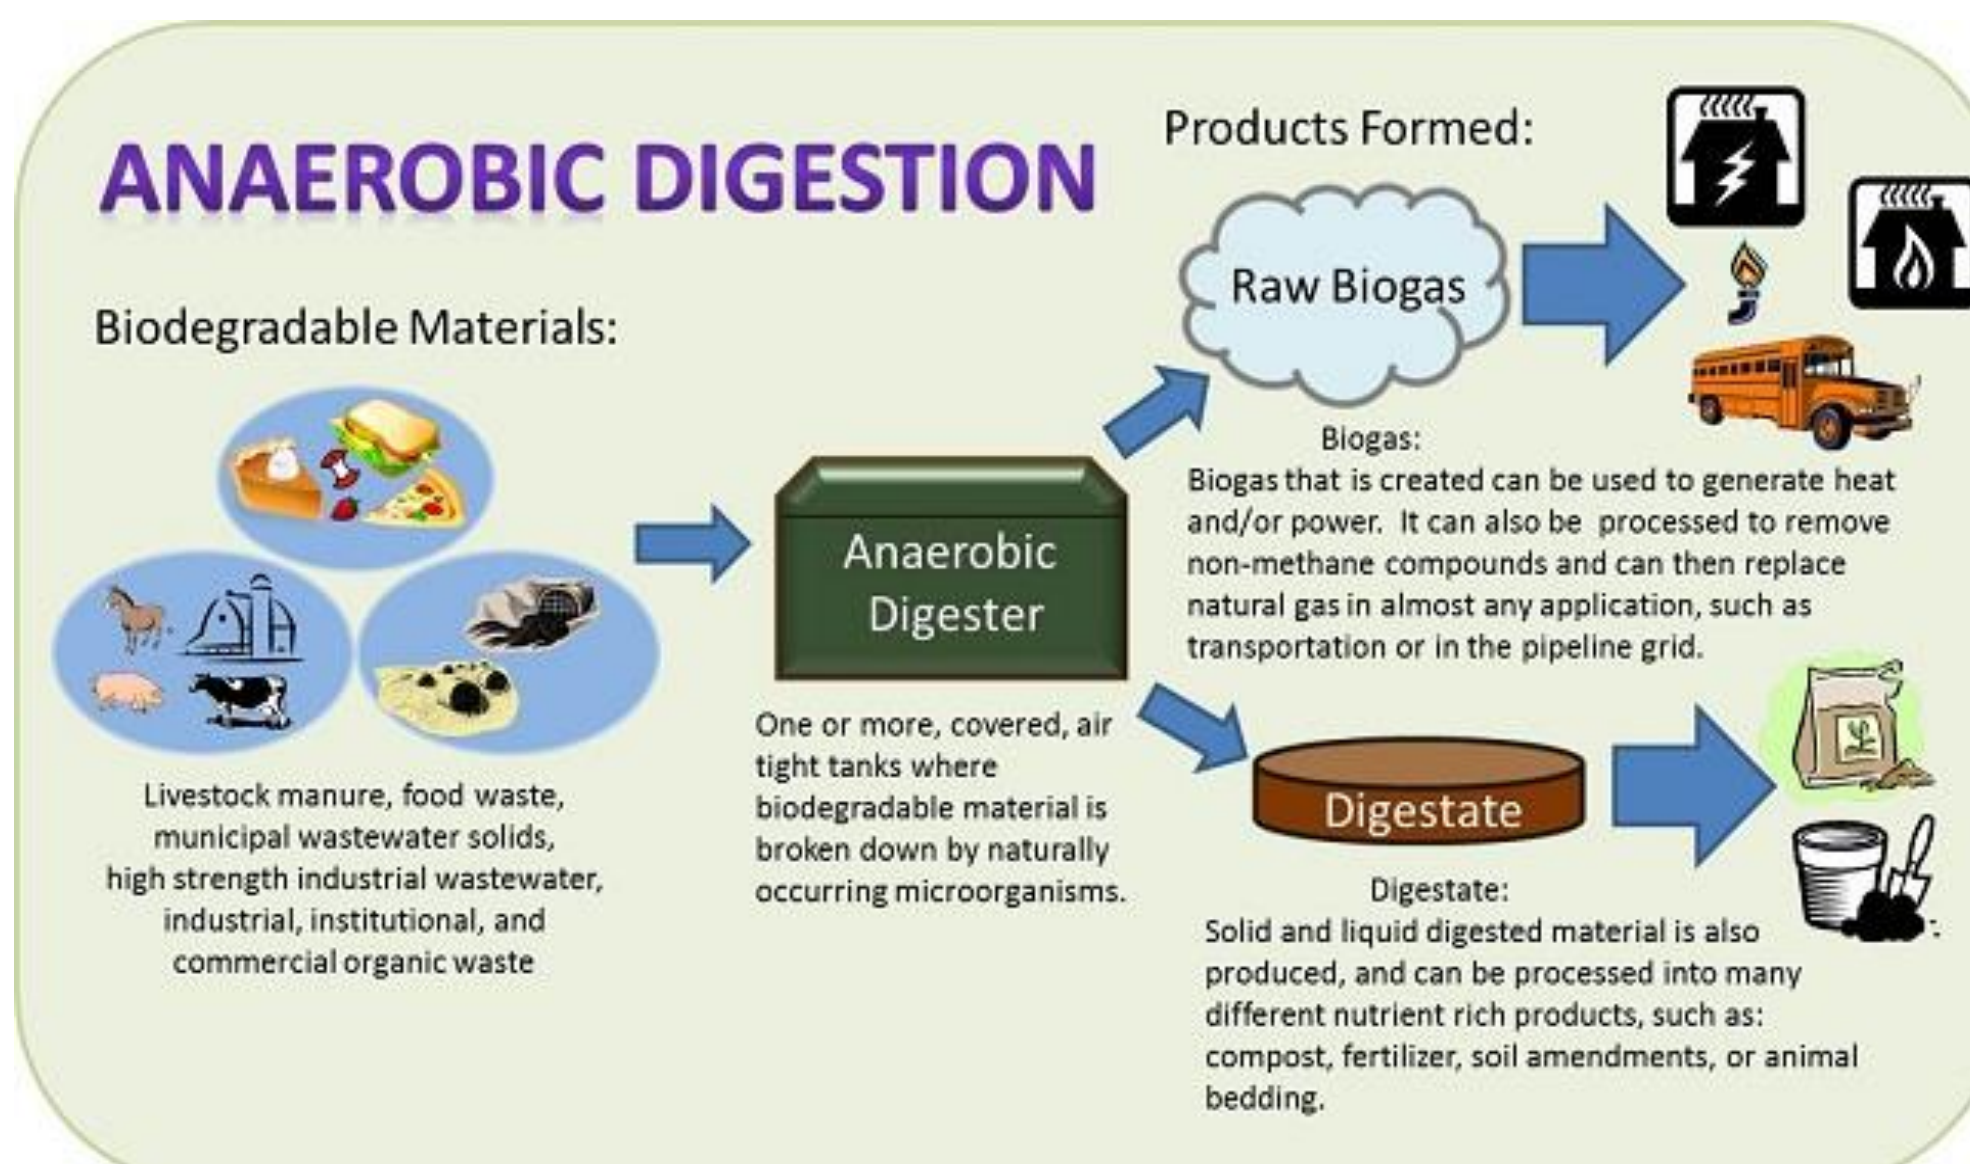 ANAEROBIC DIGESTION
Biodegradable Materials:
Livestock manure, food waste,
municipal wastewater solids,
high strength industrial wastewater,
industrial, institutional, and
commercial organic waste
Anaerobic
Digester
One or more, covered, air
tight tanks where
biodegradable material is
broken down by naturally
occurring microorganisms.
Products Formed:
Raw Biogas
Biogas:
Biogas that is created can be used to generate heat
and/or power. It can also be processed to remove
non-methane compounds and can then replace
natural gas in almost any application, such as
transportation or in the pipeline grid.
Digestate
Digestate:
Solid and liquid digested material is also
produced, and can be processed into many
different nutrient rich products, such as:
compost, fertilizer, soil amendments, or animal
bedding.